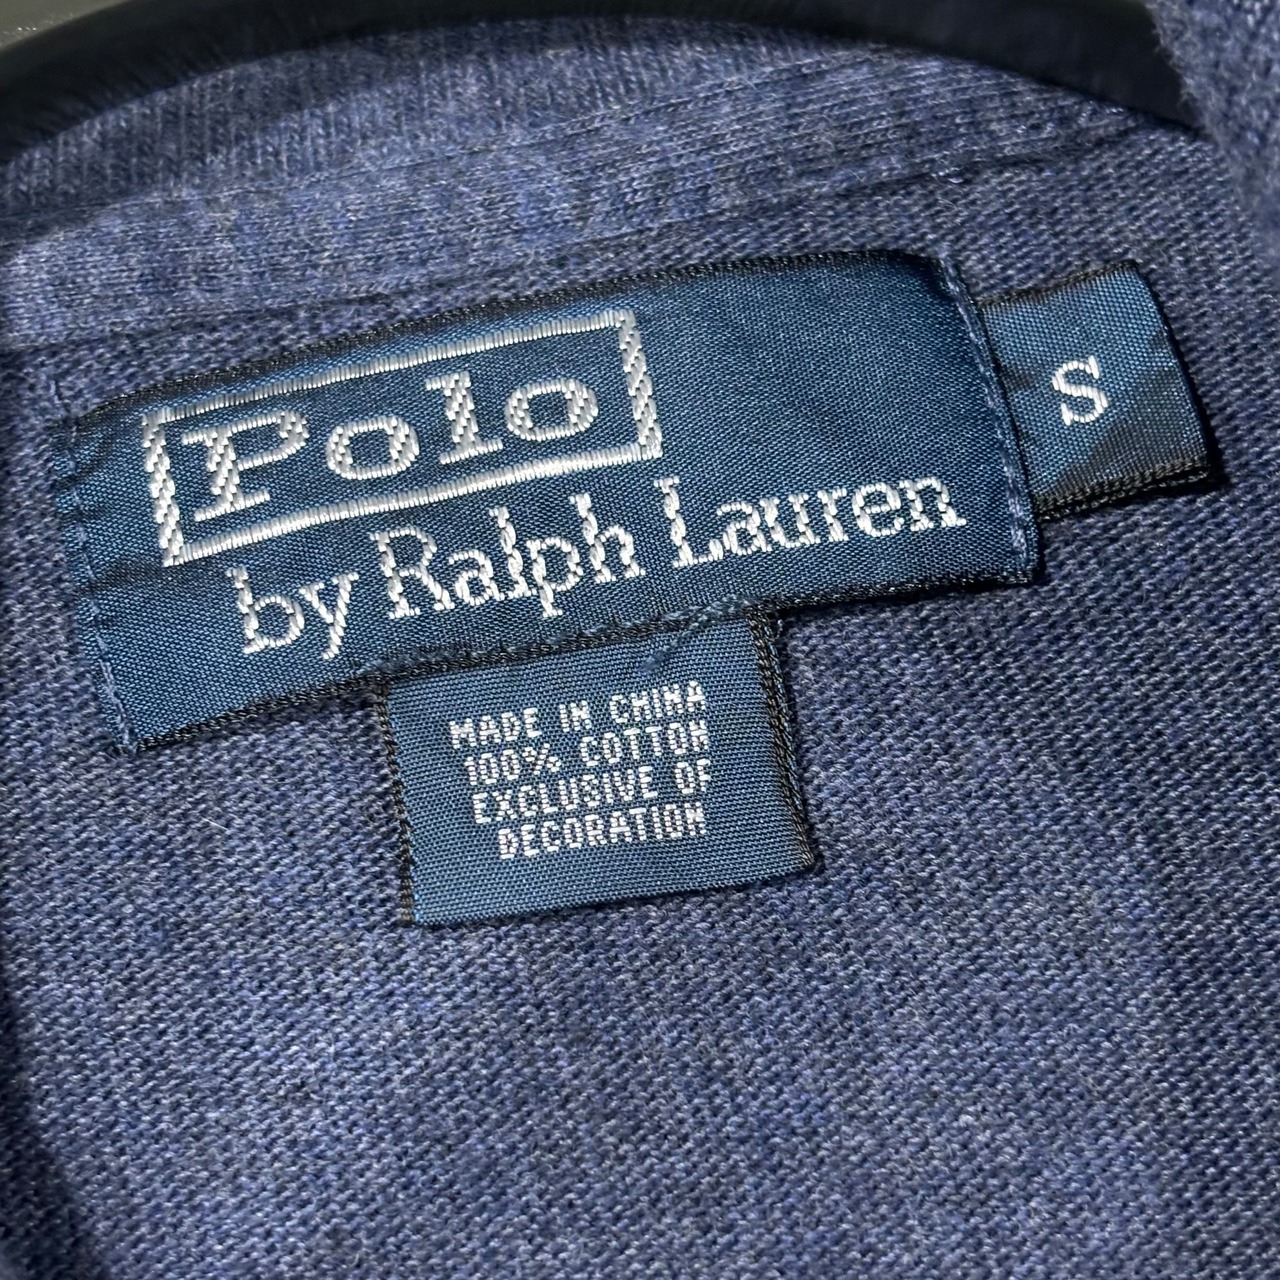 Polo
by Ralph Lauren
S
MADE IN CHINA
100% COTTON
EXCLUSIVE OF
DECORATION